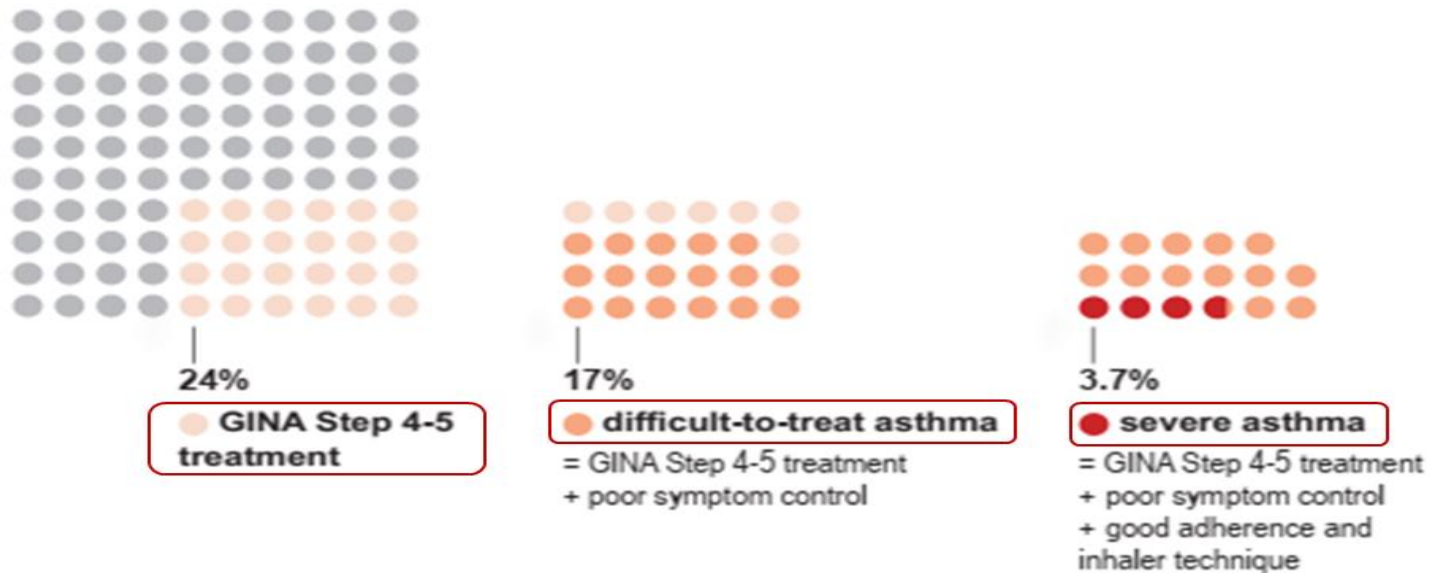 24%
GINA Step 4-5
treatment
17%
difficult-to-treat asthma
= GINA Step 4-5 treatment
+ poor symptom control
3.7%
severe asthma
= GINA Step 4-5 treatment
+ poor symptom control
+ good adherence and
inhaler technique